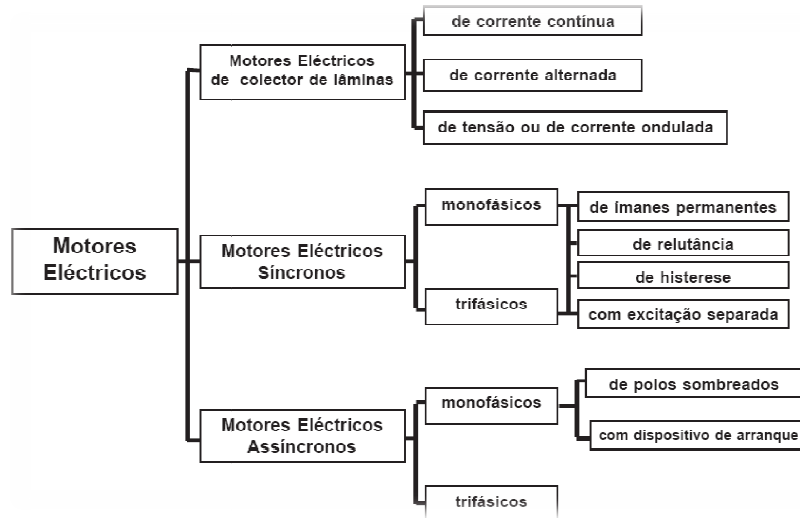 de corrente contínua
Motores Eléctricos
de colector de lâminas
de corrente alternada
de tensão ou de corrente ondulada
monofásicos
de ímanes permanentes
Motores
Eléctricos
Motores Eléctricos
Síncronos
de relutância
de histerese
trifásicos
com excitação separada
Motores Eléctricos
Assíncronos
monofásicos
de polos sombreados
com dispositivo de arranque
trifásicos